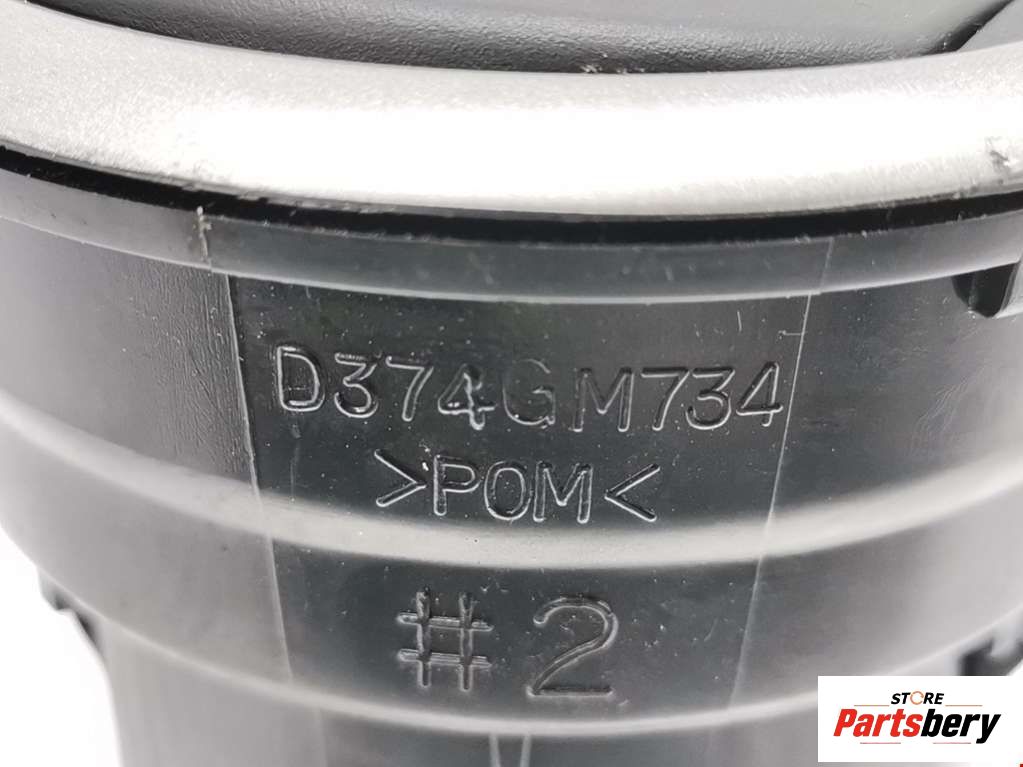 D374GM734
>POM<
#2
STORE
Partsbery